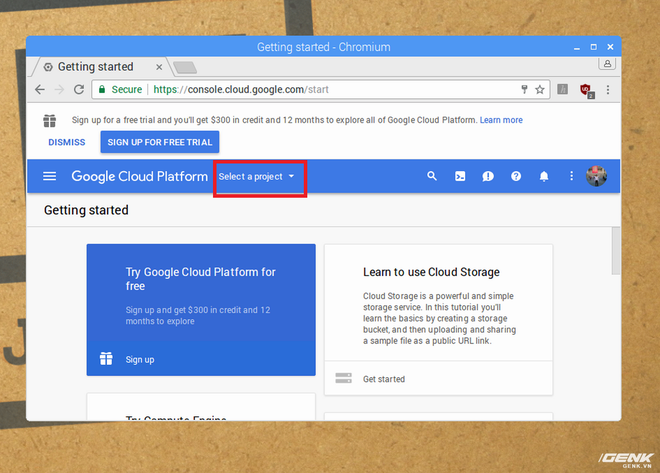 Getting started - Chromium
Getting started
Secure
https://console.cloud.google.com/start
2
Sign up for a free trial and you'll get $300 in credit and 12 months to explore all of Google Cloud Platform. Learn more
DISMISS
SIGN UP FOR FREE TRIAL
Google Cloud Platform
Select a project
Getting started
Try Google Cloud Platform for
free
Sign up and get $300 in credit and 12
months to explore
Sign up
Learn to use Cloud Storage
Cloud Storage is a powerful and simple
storage service. In this tutorial you'll
learn the basics by creating a storage
bucket, and then uploading and sharing
a sample file as a public URL link.
Get started
Try Compute Engine
J
GENK
GENK.VN